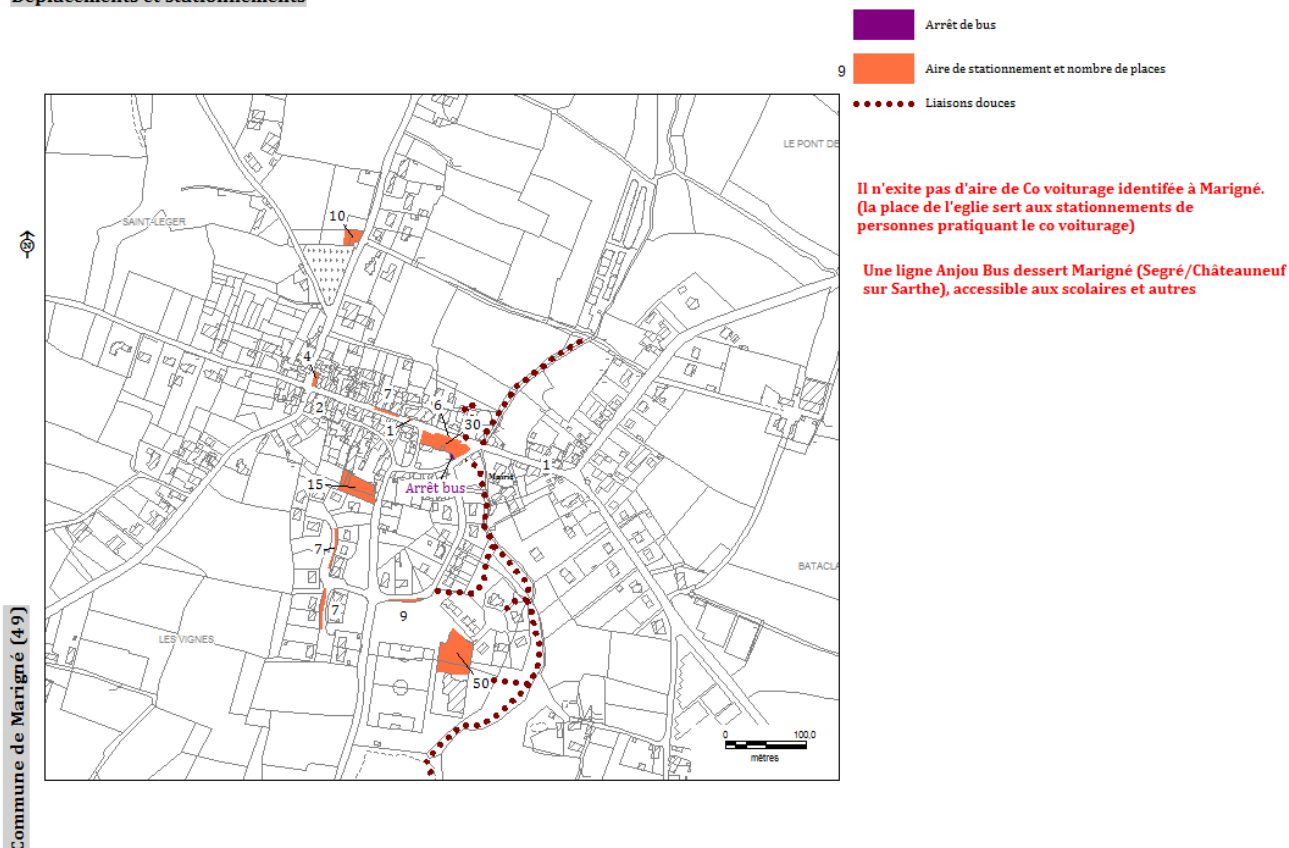 Déplacements et stationnements
Arrêt de bus
9 Aire de stationnement et nombre de places
Liaisons douces
Il n'exite pas d'aire de Co voiturage identifée à Marigné.
(la place de l'eglie sert aux stationnements de
personnes pratiquant le co voiturage)
Une ligne Anjou Bus dessert Marigné (Segré/Châteauneuf
sur Sarthe), accessible aux scolaires et autres
LE PONT DE
SAINT-LEGER
N
10
4
7
2
6
1
30
1
Mairie
15
Arrêt bus
7
BATACLA
7
9
LES VIGNES
50
0 100,0
mètres
Commune de Marigné (49)